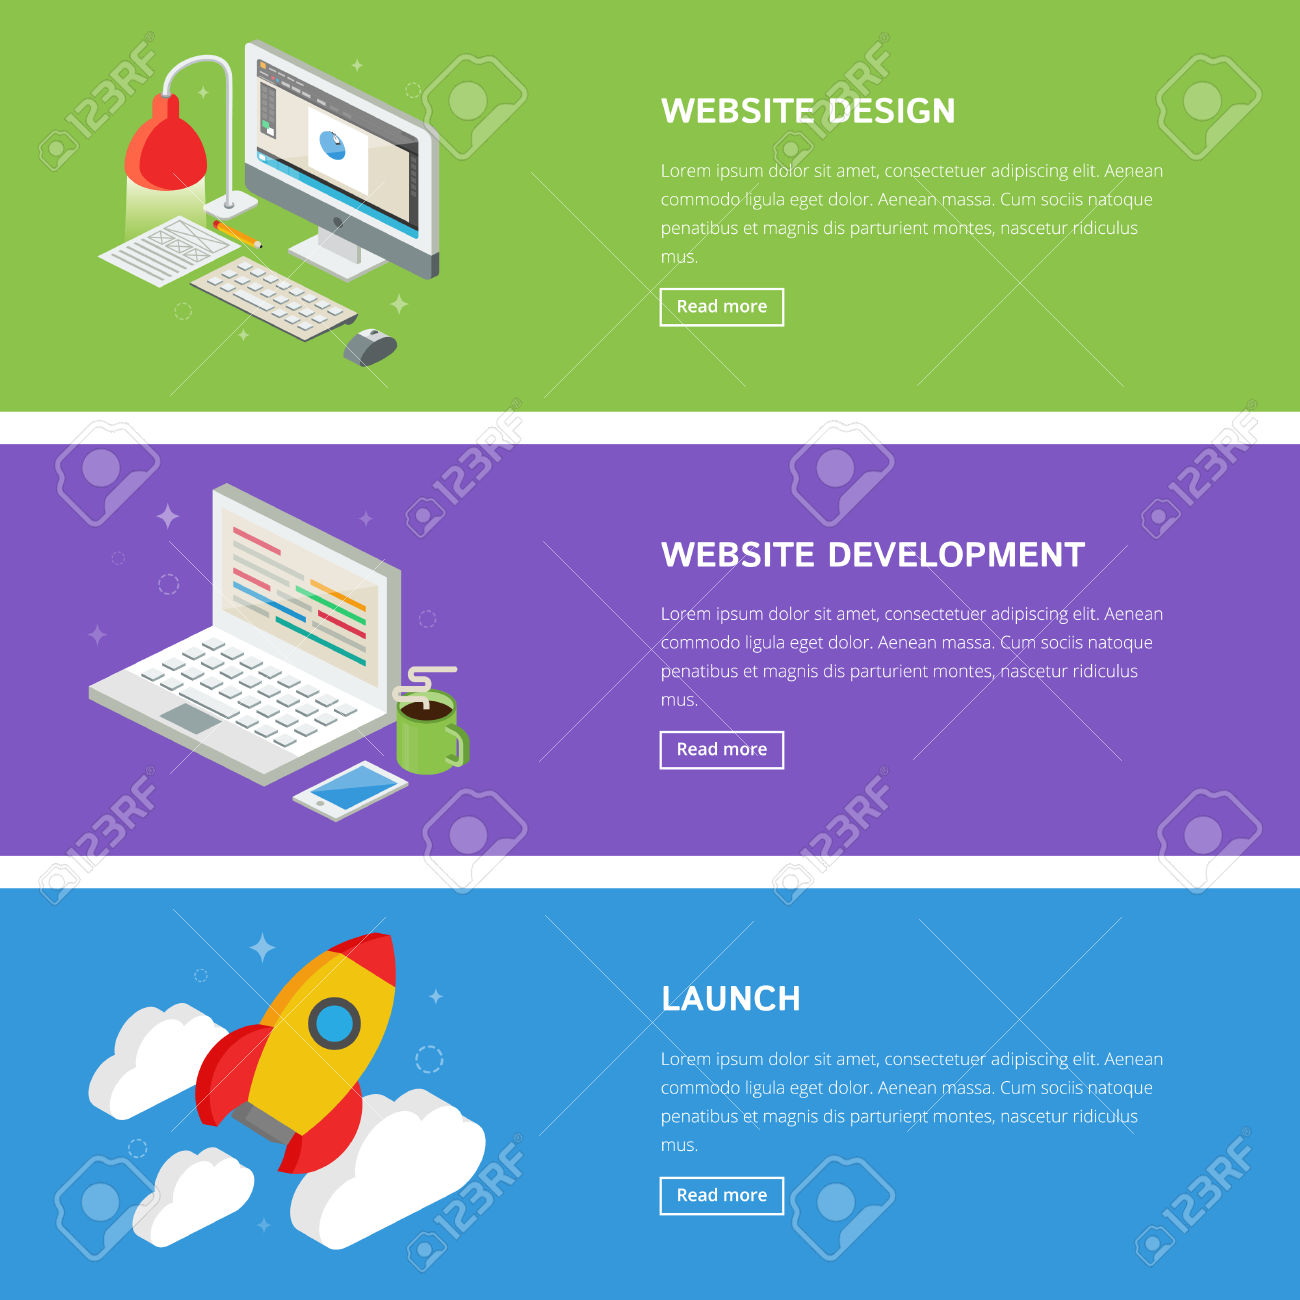 WEBSITE DESIGN
Lorem ipsum dolor sit amet, consectetuer adipiscing elit. Aenean
commodo ligula eget dolor. Aenean massa. Cum sociis natoque
penatibus et magnis dis parturient montes, nascetur ridiculus
mus.
Read more
WEBSITE DEVELOPMENT
Lorem ipsum dolor sit amet, consectetuer adipiscing elit. Aenean
commodo ligula eget dolor. Aenean massa. Cum sociis natoque
penatibus et magnis dis parturient montes, nascetur ridiculus
mus.
Read more
LAUNCH
Lorem ipsum dolor sit amet, consectetuer adipiscing elit. Aenean
commodo ligula eget dolor. Aenean massa. Cum sociis natoque
penatibus et magnis dis parturient montes, nascetur ridiculus
mus.
Read more
123RF
123RF
123RF
123RF
123RF
123RF
123RF
123RF